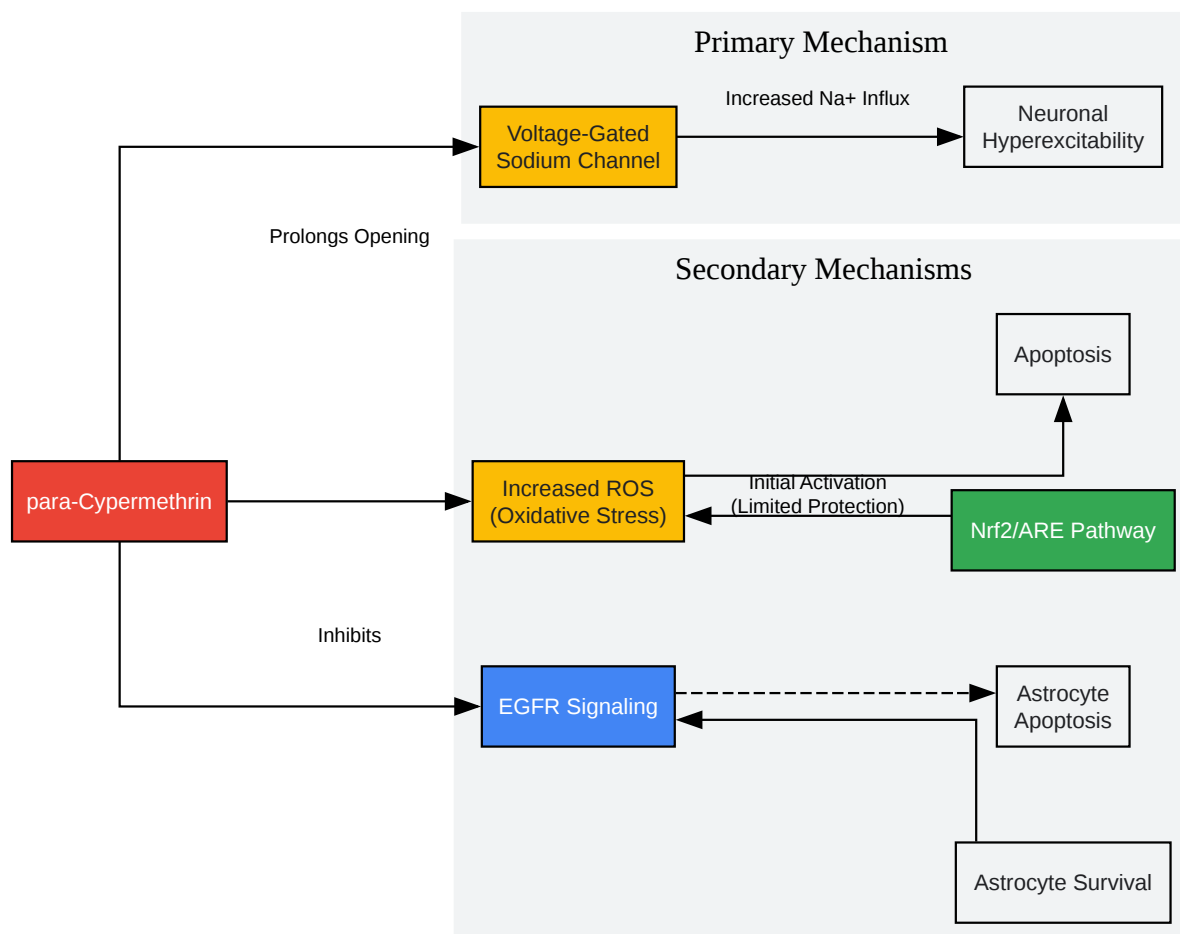 Primary Mechanism
Increased Na+ Influx
Voltage-Gated
Sodium Channel
Neuronal
Hyperexcitability
Prolongs Opening
Secondary Mechanisms
Apoptosis
para-Cypermethrin
Increased ROS
(Oxidative Stress)
Initial Activation
(Limited Protection)
Nrf2/ARE Pathway
Inhibits
EGFR Signaling
Astrocyte
Apoptosis
Astrocyte Survival